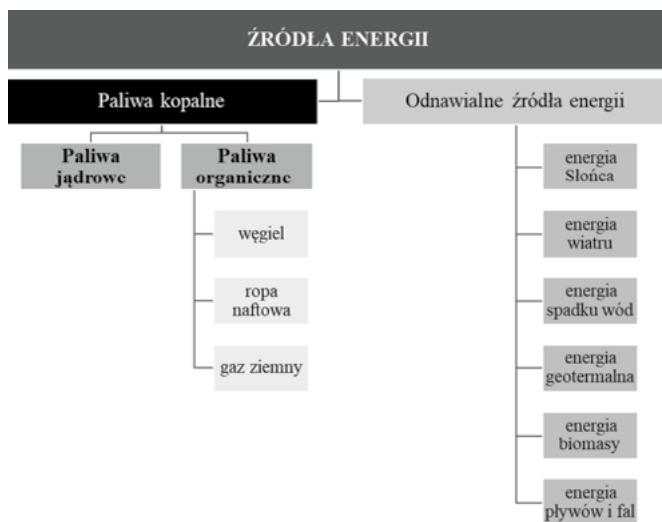 ŹRÓDŁA ENERGII
Paliwa kopalne
Odnawialne źródła energii
Paliwa
jądrowe
Paliwa
organiczne
węgiel
ropa
naftowa
gaz ziemny
energia
Słońca
energia
wiatru
energia
spadku wód
energia
geotermalna
energia
biomasy
energia
pływów i fal